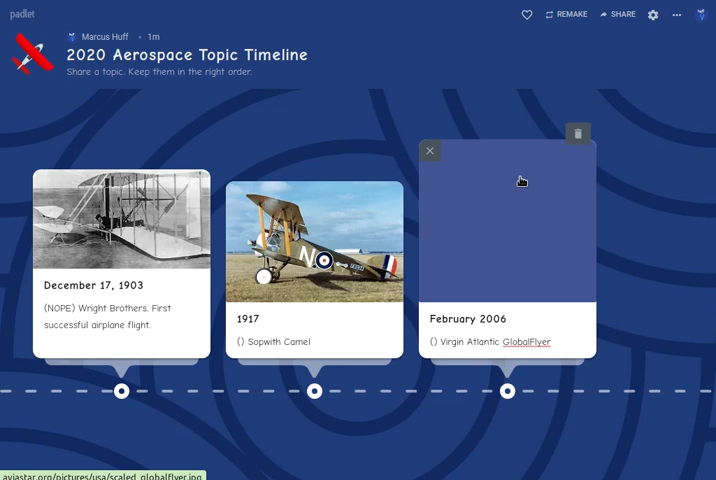 padlet
REMAKE
SHARE
Marcus Huff • 1m
2020 Aerospace Topic Timeline
Share a topic. Keep them in the right order.
December 17, 1903
(NOPE) Wright Brothers. First
successful airplane flight.
N
1917
() Sopwith Camel
February 2006
() Virgin Atlantic GlobalFlyer
aviastar.org/pictures/usa/scaled_globalflyer.jpg